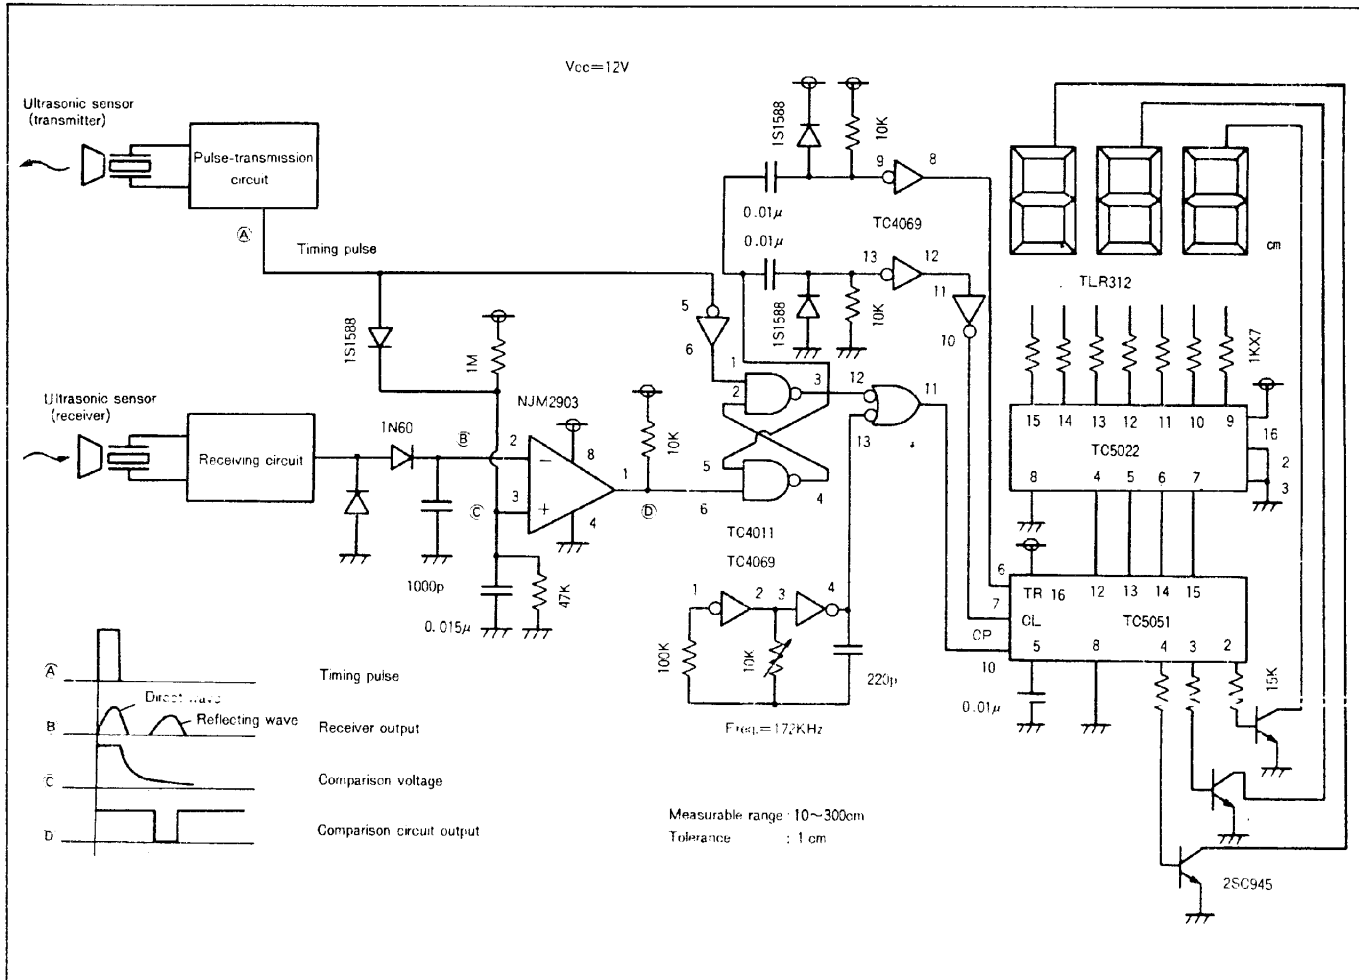 Vcc=12V
Ultrasonic sensor
(transmitter)
Pulse-transmission
circuit
Ⓐ
Timing pulse
1S1588
10K
9
8
0.01μ
0.01μ
TC4069
13
12
11
10
1S1588
10K
cm
TLR312
1KX7
15
14
13
12
11
10
9
16
TC5022
2
3
8
4
5
6
7
5
6
1S1588
1M
1
2
3
12
11
13
Ultrasonic sensor
(receiver)
Receiving circuit
1N60
Ⓑ
NJM2903
2
8
10K
1
3
4
Ⓒ
Ⓓ
5
6
4
TC4011
TC4069
1000p
0.015μ
47K
1
2
3
4
100K
10K
220p
Freq.=172KHz
6
TR
16
12
13
14
15
7
CL
TC5051
CP
10
5
8
4
3
2
0.01μ
15K
2SC945
A
Timing pulse
Direct wave
Reflecting wave
B
Receiver output
C
Comparison voltage
D
Comparison circuit output
Measurable range : 10~300cm
Tolerance : 1 cm